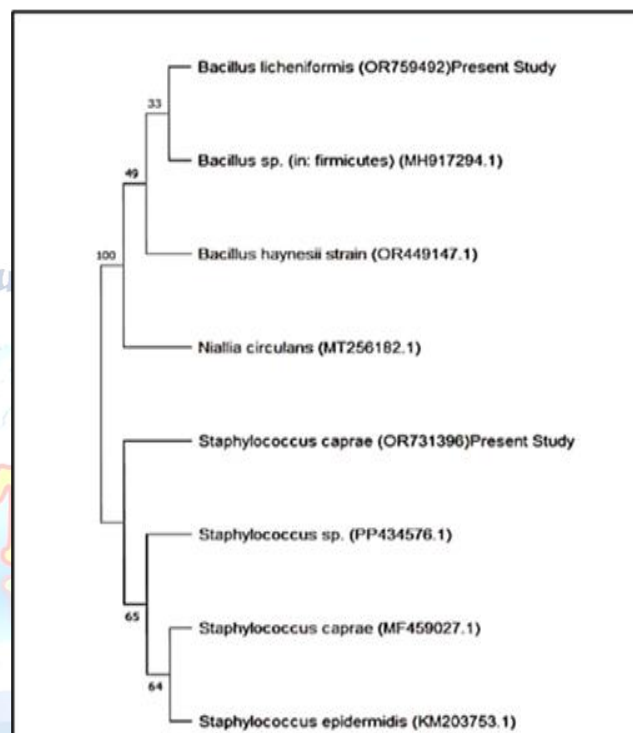 Bacillus licheniformis (OR759492)Present Study
33
Bacillus sp. (in: firmicutes) (MH917294.1)
49
Bacillus haynesii strain (OR449147.1)
100
Niallia circulans (MT256182.1)
Staphylococcus caprae (OR731396)Present Study
Staphylococcus sp. (PP434576.1)
65
Staphylococcus caprae (MF459027.1)
64
Staphylococcus epidermidis (KM203753.1)